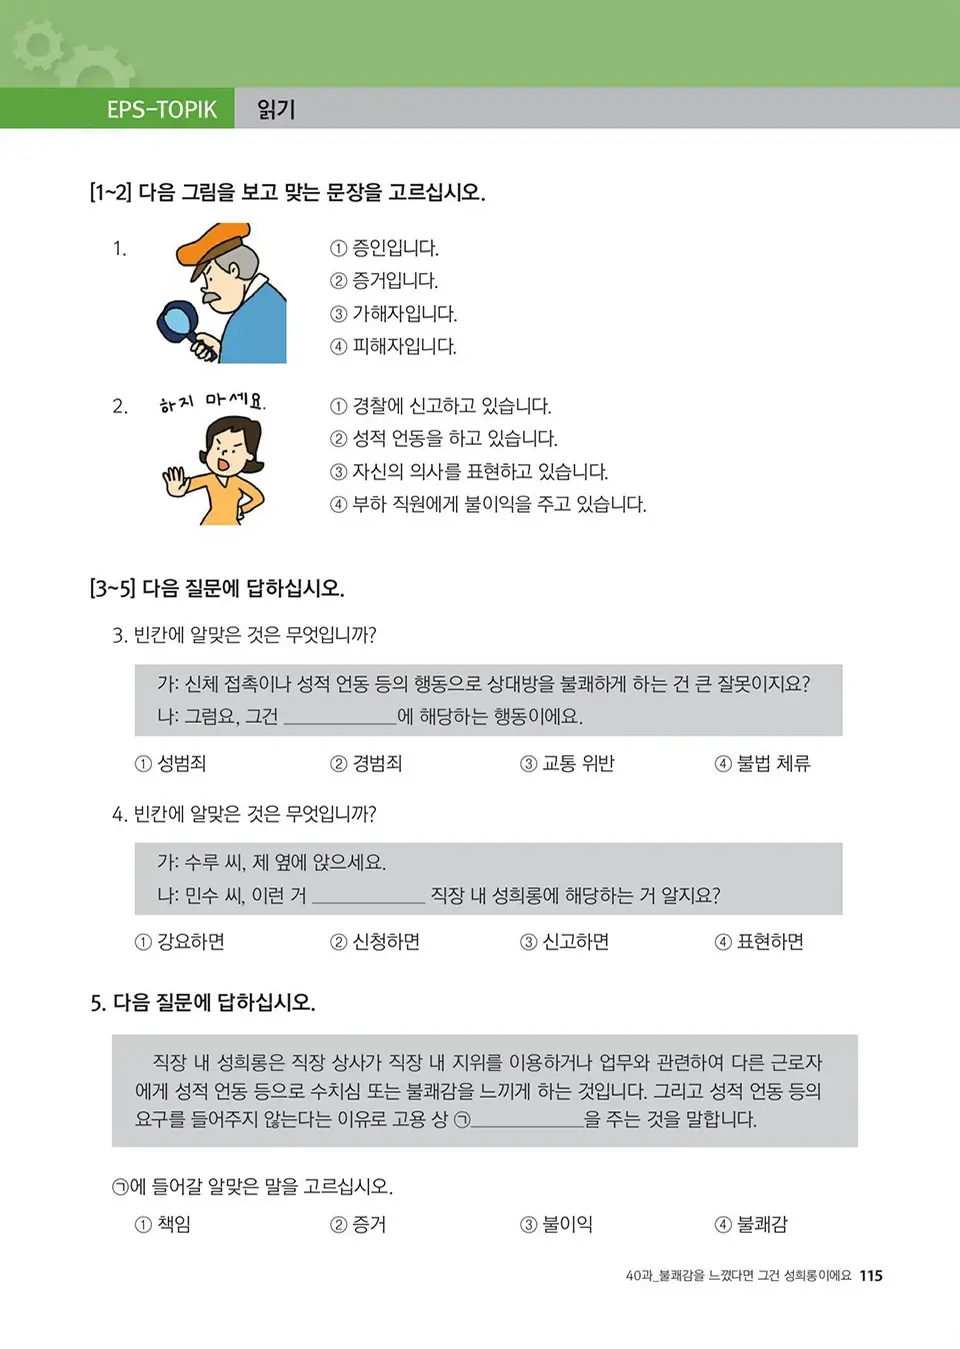 EPS-TOPIK 읽기
[1~2] 다음 그림을 보고 맞는 문장을 고르십시오.
1.
① 증인입니다.
② 증거입니다.
③ 가해자입니다.
④ 피해자입니다.
2.
하지 마세요.
① 경찰에 신고하고 있습니다.
② 성적 언동을 하고 있습니다.
③ 자신의 의사를 표현하고 있습니다.
④ 부하 직원에게 불이익을 주고 있습니다.
[3~5] 다음 질문에 답하십시오.
3. 빈칸에 알맞은 것은 무엇입니까?
가: 신체 접촉이나 성적 언동 등의 행동으로 상대방을 불쾌하게 하는 건 큰 잘못이지요?
나: 그럼요, 그건 ____________에 해당하는 행동이에요.
① 성범죄 ② 경범죄 ③ 교통 위반 ④ 불법 체류
4. 빈칸에 알맞은 것은 무엇입니까?
가: 수루 씨, 제 옆에 앉으세요.
나: 민수 씨, 이런 거 ____________ 직장 내 성희롱에 해당하는 거 알지요?
① 강요하면 ② 신청하면 ③ 신고하면 ④ 표현하면
5. 다음 질문에 답하십시오.
직장 내 성희롱은 직장 상사가 직장 내 지위를 이용하거나 업무와 관련하여 다른 근로자
에게 성적 언동 등으로 수치심 또는 불쾌감을 느끼게 하는 것입니다. 그리고 성적 언동 등의
요구를 들어주지 않는다는 이유로 고용 상 ㉠____________을 주는 것을 말합니다.
㉠에 들어갈 알맞은 말을 고르십시오.
① 책임 ② 증거 ③ 불이익 ④ 불쾌감
40과_불쾌감을 느꼈다면 그건 성희롱이에요 115